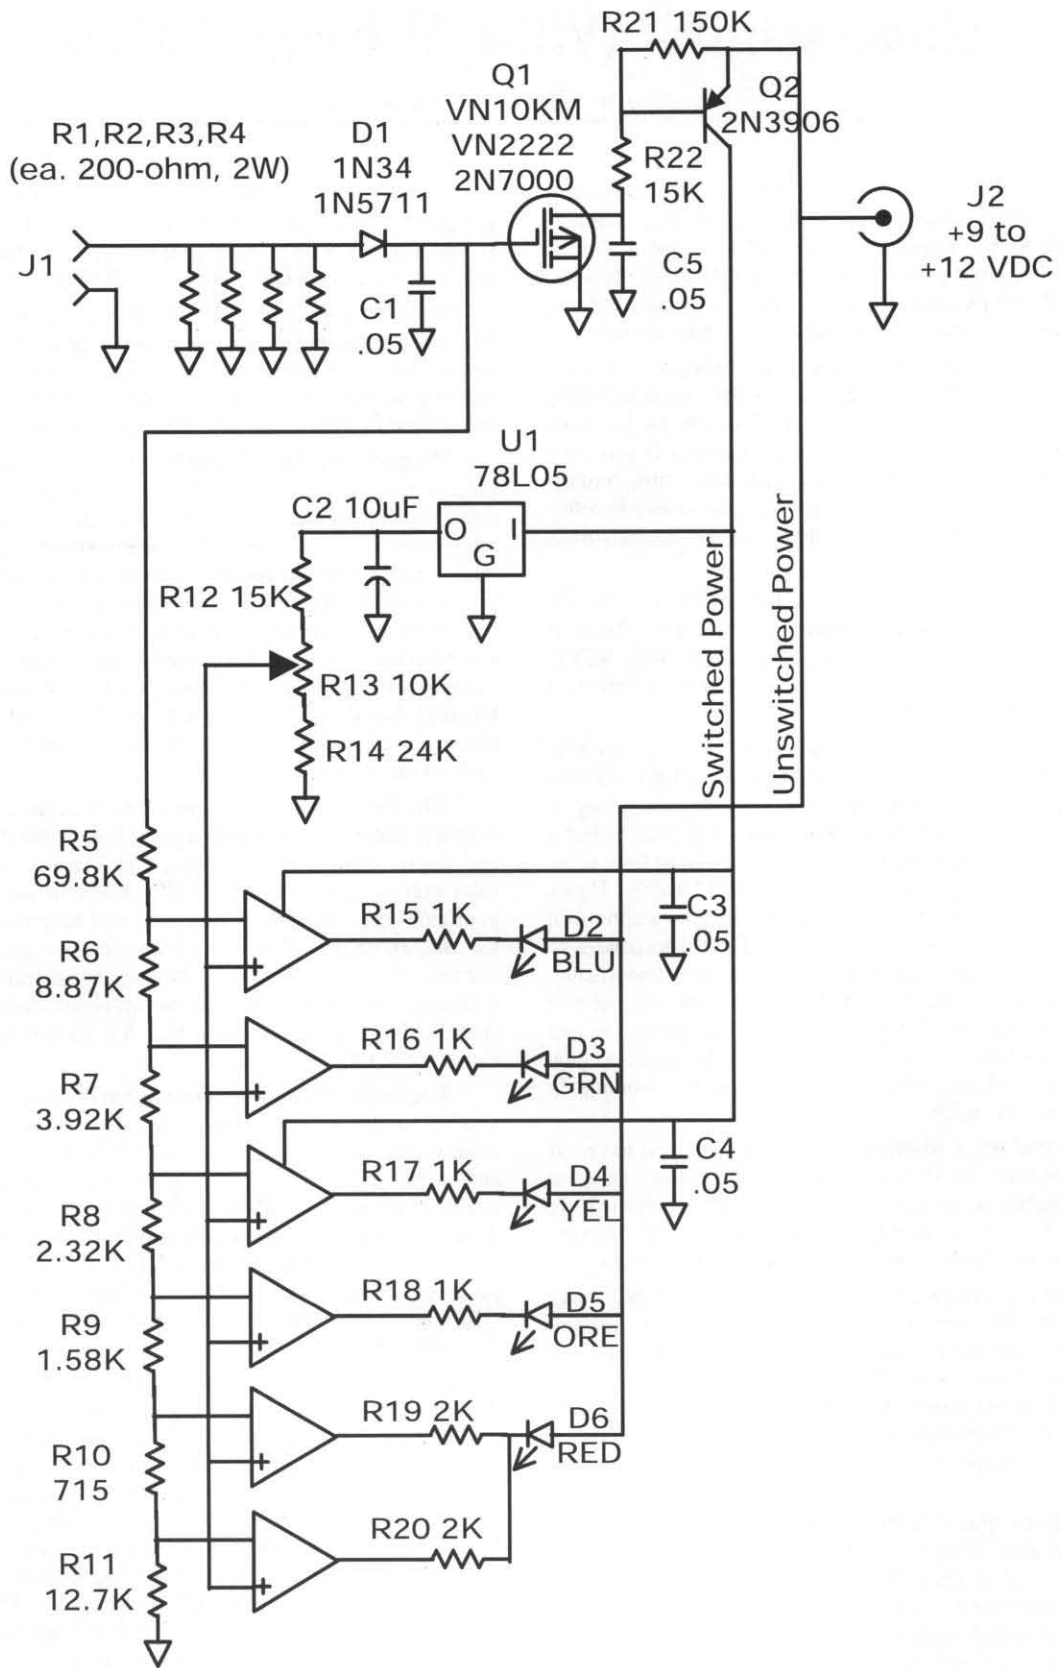 R21 150K
Q1
VN10KM
VN2222
2N7000
Q2
2N3906
R1,R2,R3,R4
(ea. 200-ohm, 2W)
D1
1N34
1N5711
R22
15K
J2
+9 to
+12 VDC
J1
C1
.05
C5
.05
U1
78L05
C2 10uF
O
I
G
R12 15K
R13 10K
R14 24K
Switched Power
Unswitched Power
R5
69.8K
R15 1K
D2
BLU
C3
.05
+
R6
8.87K
R16 1K
D3
GRN
+
R7
3.92K
R17 1K
D4
YEL
C4
.05
+
R8
2.32K
R18 1K
D5
ORE
+
R9
1.58K
R19 2K
D6
RED
+
R10
715
R20 2K
+
R11
12.7K